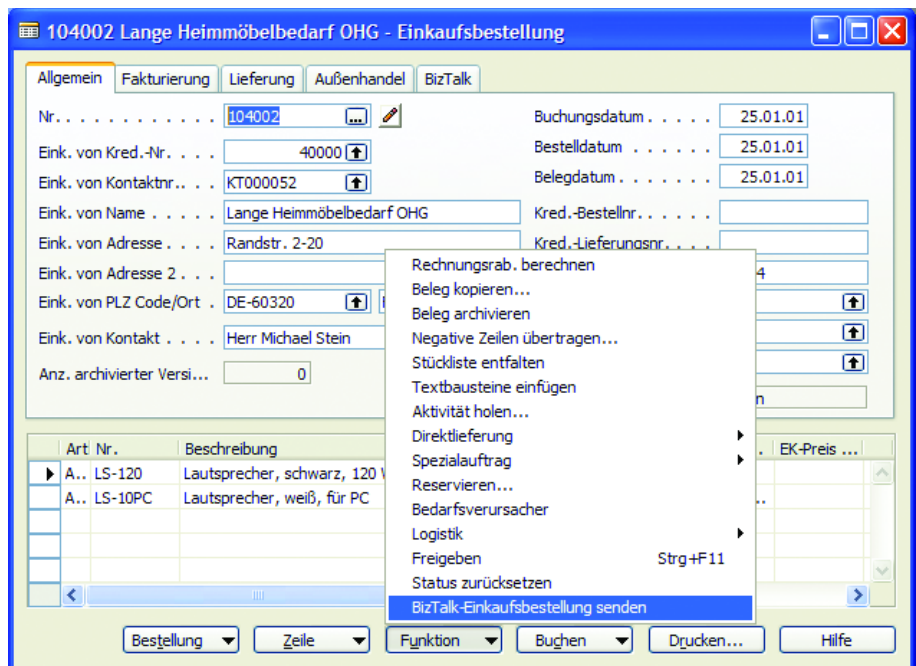 104002 Lange Heimmöbelbedarf OHG - Einkaufsbestellung
Allgemein Fakturierung Lieferung Außenhandel BizTalk
Nr. . . . . . . . . . . . . 104002 ... Buchungsdatum . . . . . 25.01.01
Eink. von Kred.-Nr. . . . 40000 Bestelldatum . . . . . . 25.01.01
Eink. von Kontaktnr.. . . KT000052 Belegdatum . . . . . . . 25.01.01
Eink. von Name . . . . . Lange Heimmöbelbedarf OHG Kred.-Bestellnr. . . . . .
Eink. von Adresse . . . . Randstr. 2-20 Kred.-Lieferungsnr. . . .
Eink. von Adresse 2 . . . 4
Eink. von PLZ Code/Ort . DE-60320
Eink. von Kontakt . . . . Herr Michael Stein
Anz. archivierter Versi... 0
n
Rechnungsrab. berechnen
Beleg kopieren...
Beleg archivieren
Negative Zeilen übertragen...
Stückliste entfalten
Textbausteine einfügen
Aktivität holen...
Direktlieferung
Spezialauftrag
Reservieren...
Bedarfsverursacher
Logistik
Freigeben Strg+F11
Status zurücksetzen
BizTalk-Einkaufsbestellung senden
Art Nr. Beschreibung . EK-Preis ...
A.. LS-120 Lautsprecher, schwarz, 120
A.. LS-10PC Lautsprecher, weiß, für PC ..
Bestellung Zeile Funktion Buchen Drucken... Hilfe